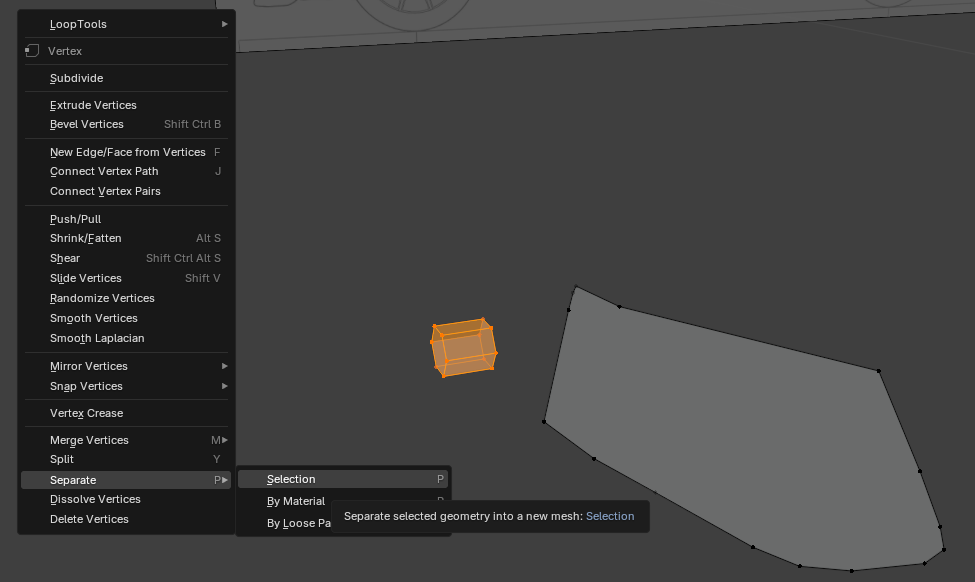 LoopTools
Vertex
Subdivide
Extrude Vertices
Bevel Vertices Shift Ctrl B
New Edge/Face from Vertices F
Connect Vertex Path J
Connect Vertex Pairs
Push/Pull
Shrink/Fatten Alt S
Shear Shift Ctrl Alt S
Slide Vertices Shift V
Randomize Vertices
Smooth Vertices
Smooth Laplacian
Mirror Vertices
Snap Vertices
Vertex Crease
Merge Vertices M
Split Y
Separate P
Dissolve Vertices
Delete Vertices
Selection P
By Material
By Loose Pa
Separate selected geometry into a new mesh: Selection